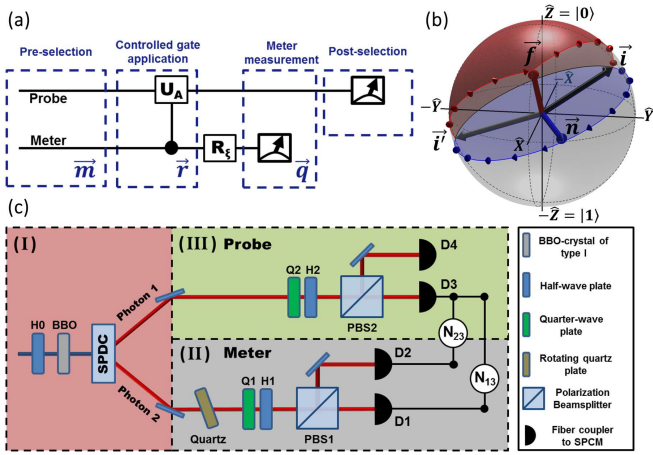 (a)
Pre-selection
Controlled gate
application
Meter
measurement
Post-selection
Probe
U_A
Meter
R_ξ
m⃗
r⃗
q⃗
(b)
Ẑ = |0⟩
f⃗
i⃗
-X̂
-Ŷ
Ŷ
i⃗'
n⃗
X̂
-Ẑ = |1⟩
(c)
(I)
(III) Probe
D4
Q2 H2
D3
Photon 1
PBS2
H0 BBO
SPDC
N₂₃
(II) Meter
D2
N₁₃
Photon 2
Q1 H1
D1
Quartz
PBS1
BBO-crystal of
type I
Half-wave plate
Quarter-wave
plate
Rotating quartz
plate
Polarization
Beamsplitter
Fiber coupler
to SPCM